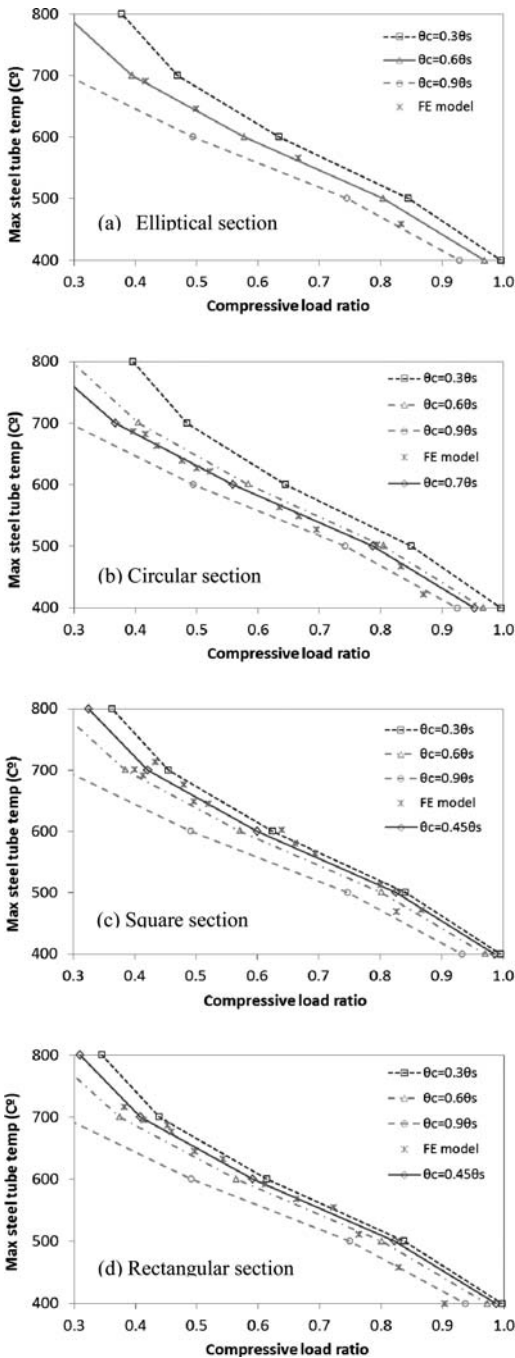 800
700
600
500
400
Max steel tube temp (Cº)
θc=0.3θs
θc=0.6θs
θc=0.9θs
FE model
(a) Elliptical section
0.3 0.4 0.5 0.6 0.7 0.8 0.9 1.0
Compressive load ratio
800
700
600
500
400
Max steel tube temp (Cº)
θc=0.3θs
θc=0.6θs
θc=0.9θs
FE model
θc=0.7θs
(b) Circular section
0.3 0.4 0.5 0.6 0.7 0.8 0.9 1.0
Compressive load ratio
800
700
600
500
400
Max steel tube temp (Cº)
θc=0.3θs
θc=0.6θs
θc=0.9θs
FE model
θc=0.45θs
(c) Square section
0.3 0.4 0.5 0.6 0.7 0.8 0.9 1.0
Compressive load ratio
800
700
600
500
400
Max steel tube temp (Cº)
θc=0.3θs
θc=0.6θs
θc=0.9θs
FE model
θc=0.45θs
(d) Rectangular section
0.3 0.4 0.5 0.6 0.7 0.8 0.9 1.0
Compressive load ratio